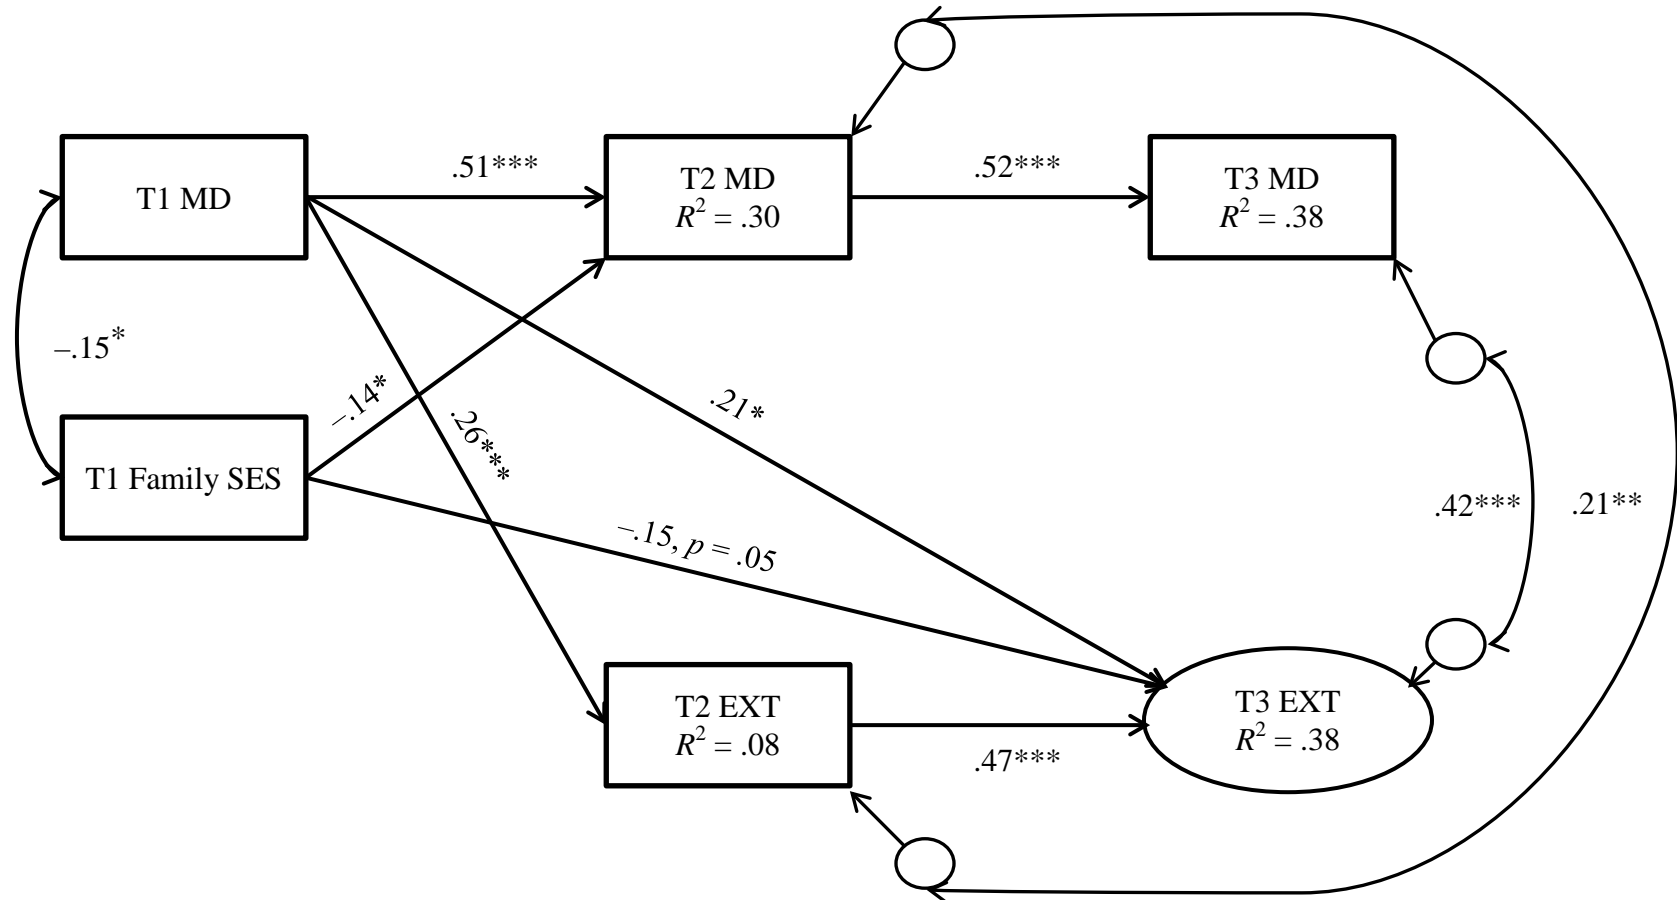 T1 MD
.51***
T2 MD
R² = .30
.52***
T3 MD
R² = .38
–.15*
–.14*
.26***
.21*
T1 Family SES
–.15, p = .05
.42***
.21**
T2 EXT
R² = .08
.47***
T3 EXT
R² = .38